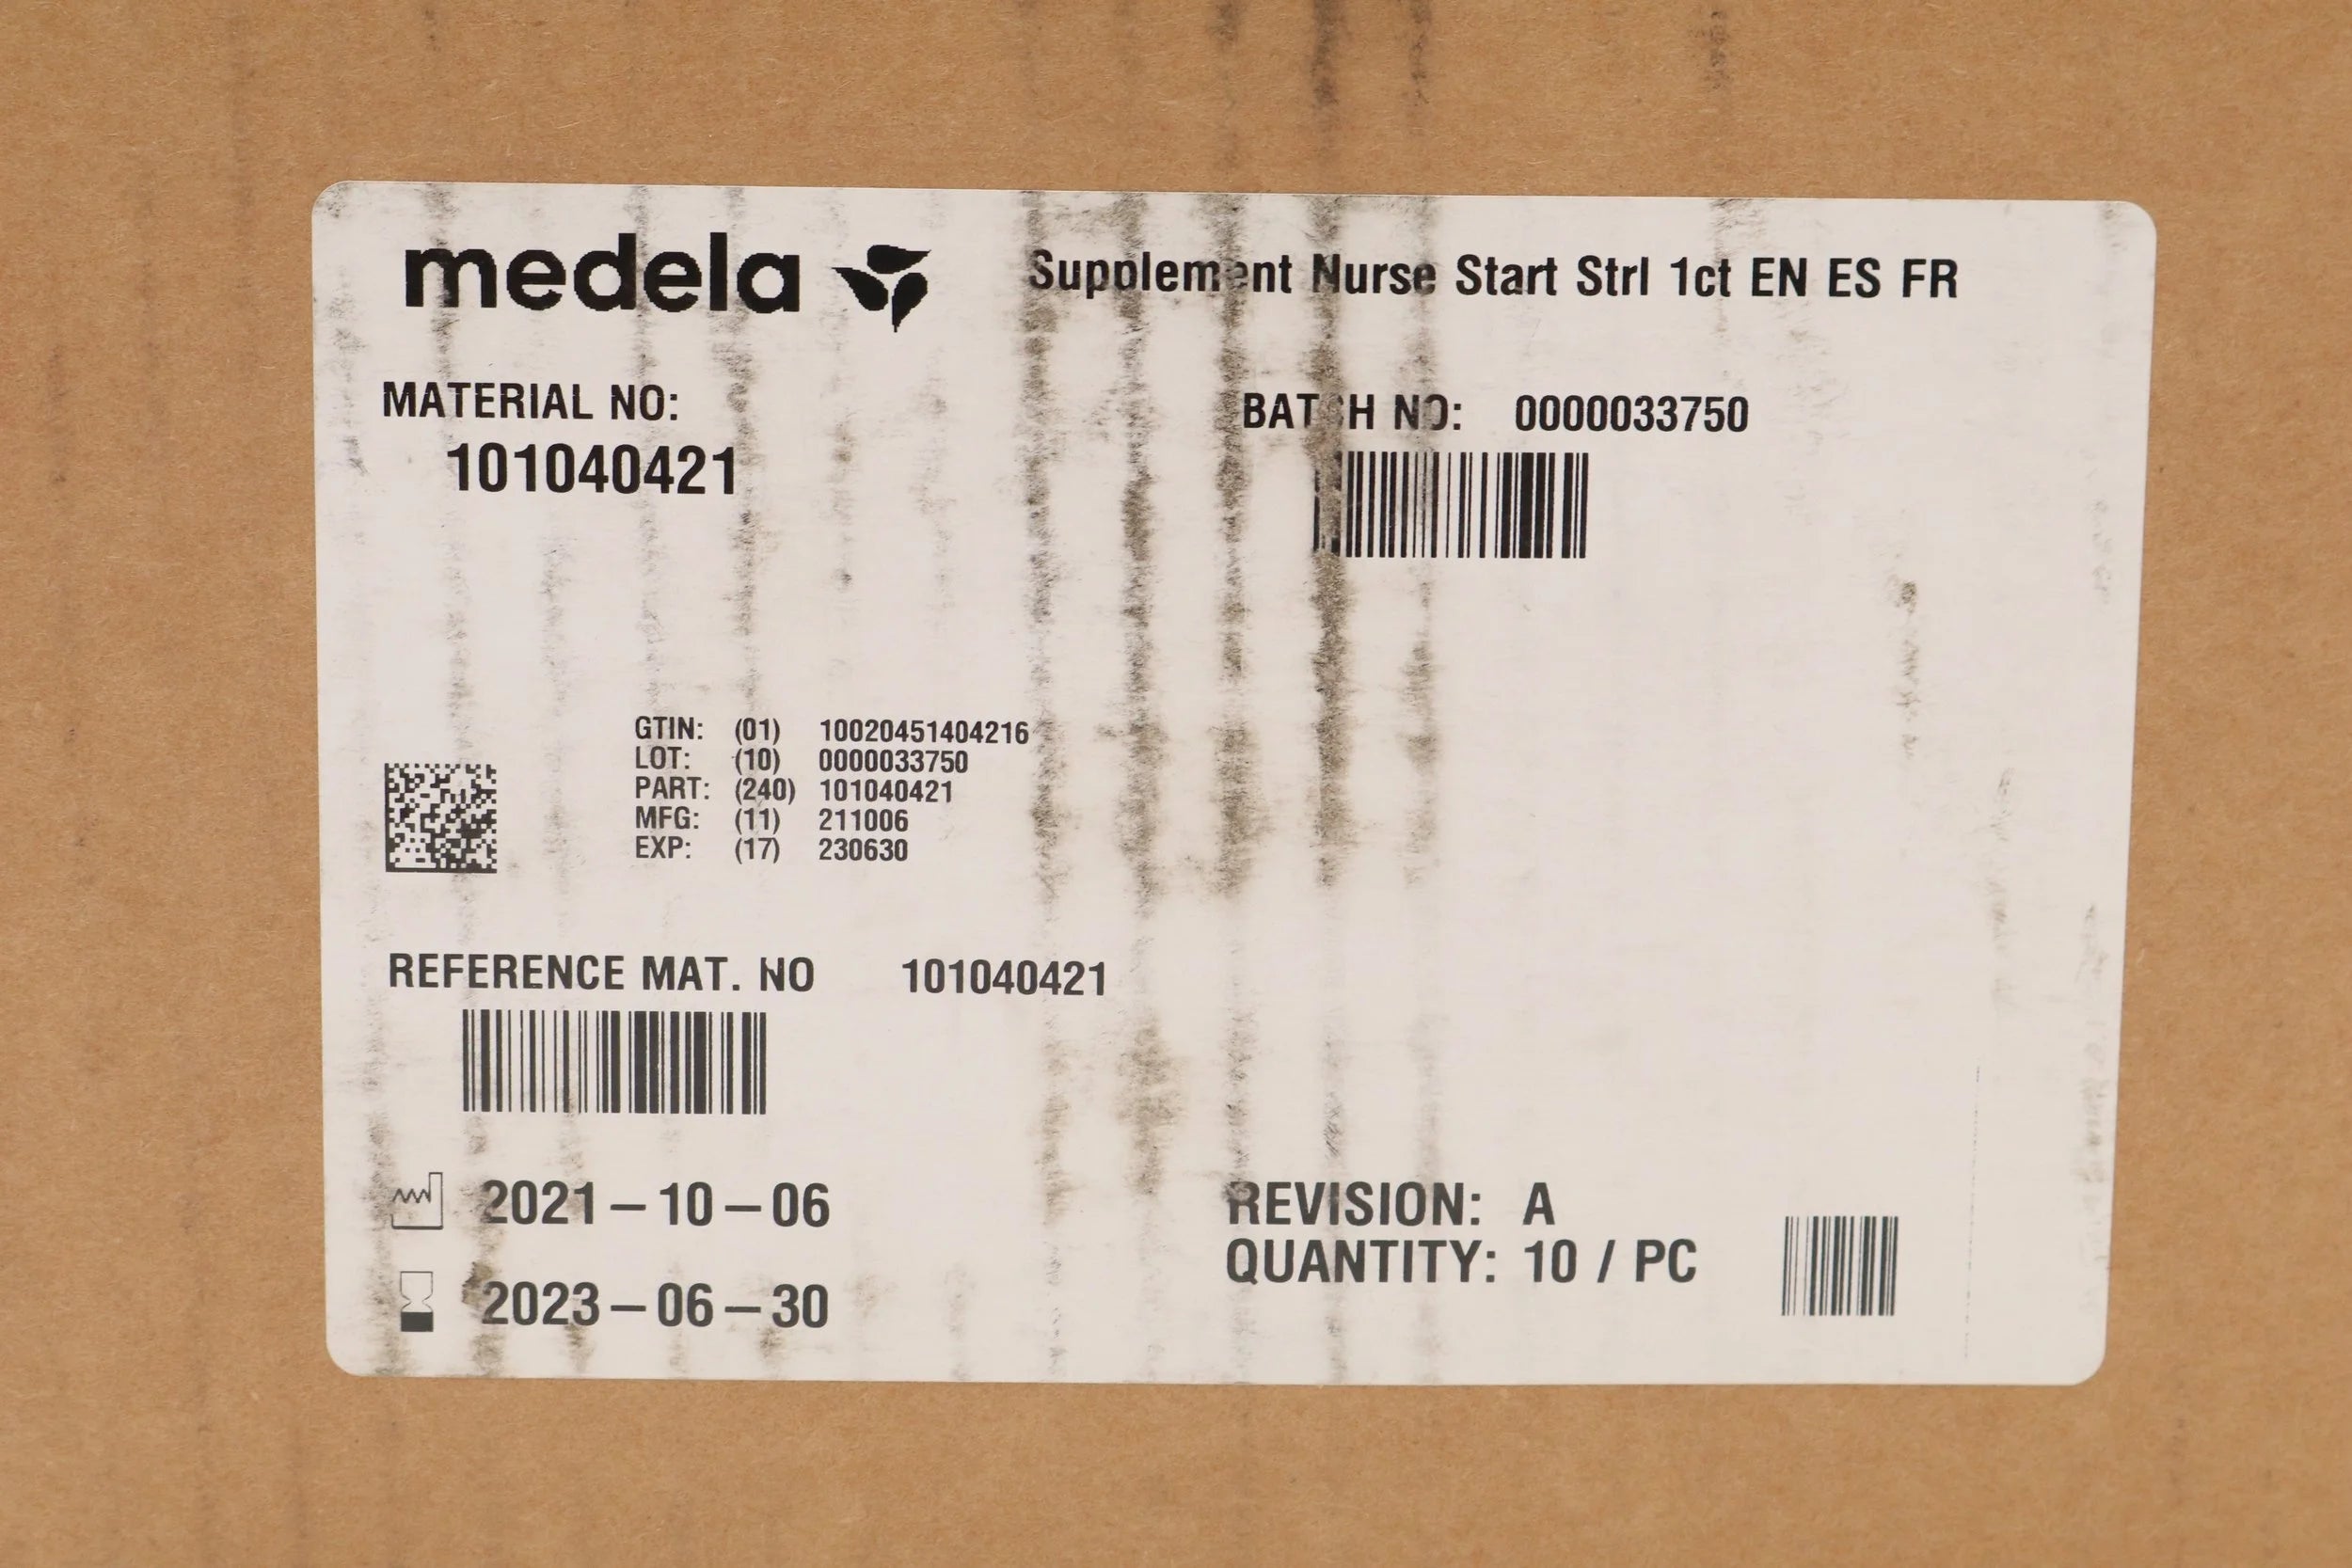 medela
Supplement Nurse Start Strl 1ct EN ES FR
MATERIAL NO:
101040421
BATCH NO: 0000033750
GTIN: (01) 10020451404216
LOT: (10) 0000033750
PART: (240) 101040421
MFG: (11) 211006
EXP: (17) 230630
REFERENCE MAT. NO 101040421
2021-10-06
2023-06-30
REVISION: A
QUANTITY: 10 / PC